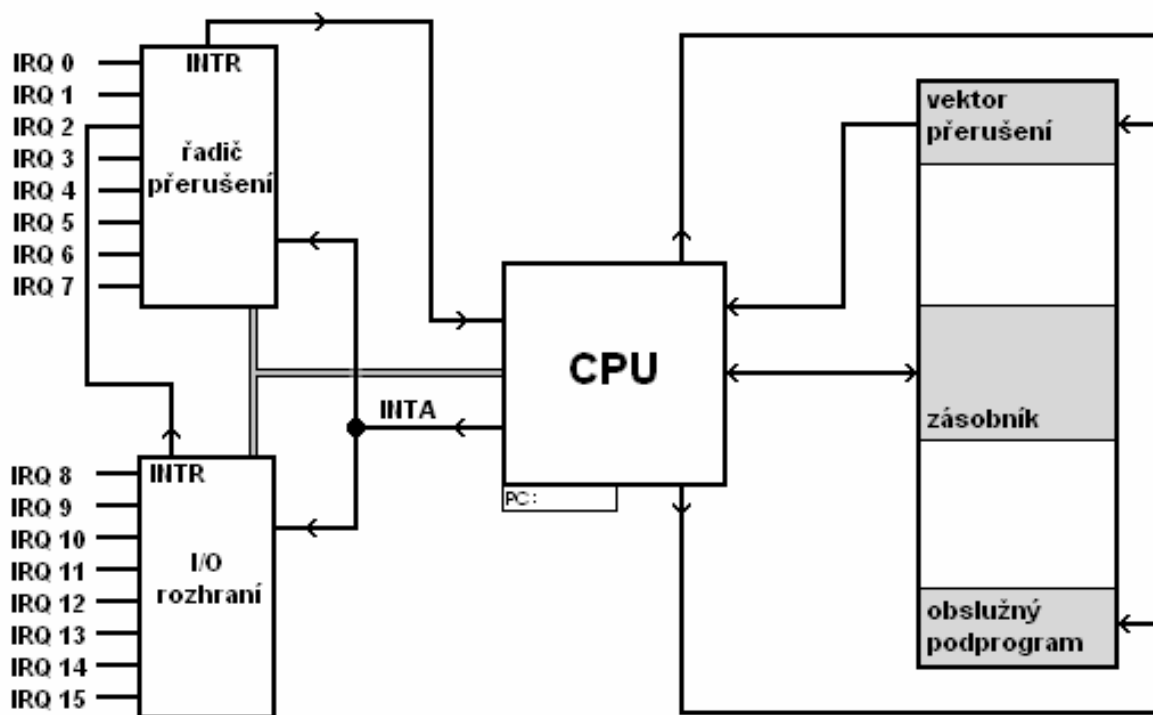 IRQ 0
IRQ 1
IRQ 2
IRQ 3
IRQ 4
IRQ 5
IRQ 6
IRQ 7
INTR
řadič
přerušení
IRQ 8
IRQ 9
IRQ 10
IRQ 11
IRQ 12
IRQ 13
IRQ 14
IRQ 15
INTR
I/O
rozhraní
INTA
CPU
PC:
vektor
přerušení
zásobník
obslužný
podprogram